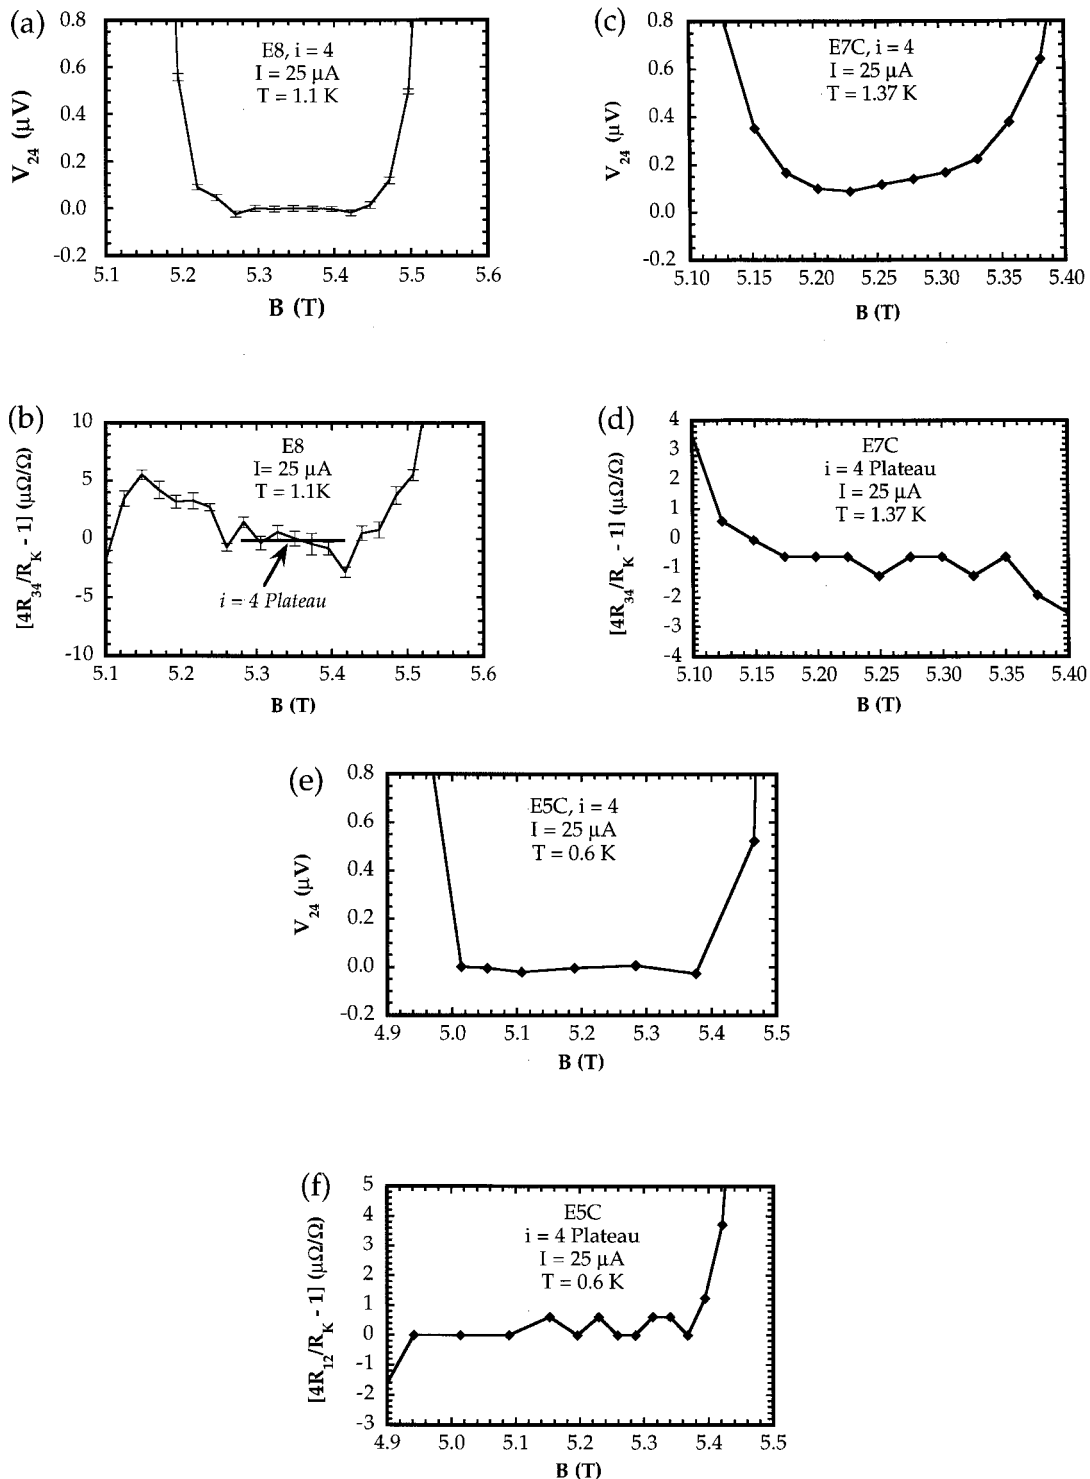 (a)
0.8
0.6
0.4
0.2
0.0
-0.2
V24 (µV)
E8, i = 4
I = 25 µA
T = 1.1 K
5.1 5.2 5.3 5.4 5.5 5.6
B (T)
(c)
0.8
0.6
0.4
0.2
0.0
-0.2
V24 (µV)
E7C, i = 4
I = 25 µA
T = 1.37 K
5.10 5.15 5.20 5.25 5.30 5.35 5.40
B (T)
(b)
10
5
0
-5
-10
[4R34/RK - 1] (µΩ/Ω)
E8
I= 25 µA
T = 1.1K
i = 4 Plateau
5.1 5.2 5.3 5.4 5.5 5.6
B (T)
(d)
4
3
2
1
0
-1
-2
-3
-4
[4R34/RK - 1] (µΩ/Ω)
E7C
i = 4 Plateau
I = 25 µA
T = 1.37 K
5.10 5.15 5.20 5.25 5.30 5.35 5.40
B (T)
(e)
0.8
0.6
0.4
0.2
0.0
-0.2
V24 (µV)
E5C, i = 4
I = 25 µA
T = 0.6 K
4.9 5.0 5.1 5.2 5.3 5.4 5.5
B (T)
(f)
5
4
3
2
1
0
-1
-2
-3
[4R12/RK - 1] (µΩ/Ω)
E5C
i = 4 Plateau
I = 25 µA
T = 0.6 K
4.9 5.0 5.1 5.2 5.3 5.4 5.5
B (T)